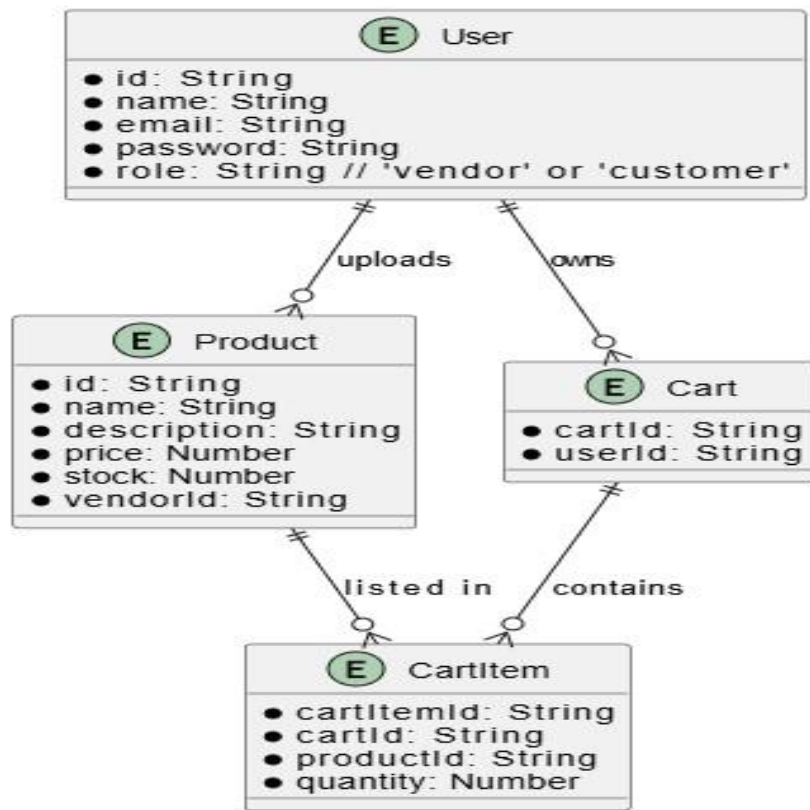 E User
id: String
name: String
email: String
password: String
role: String // 'vendor' or 'customer'
uploads
owns
E Product
id: String
name: String
description: String
price: Number
stock: Number
vendorId: String
E Cart
cartId: String
userId: String
listed in
contains
E CartItem
cartItemId: String
cartId: String
productId: String
quantity: Number